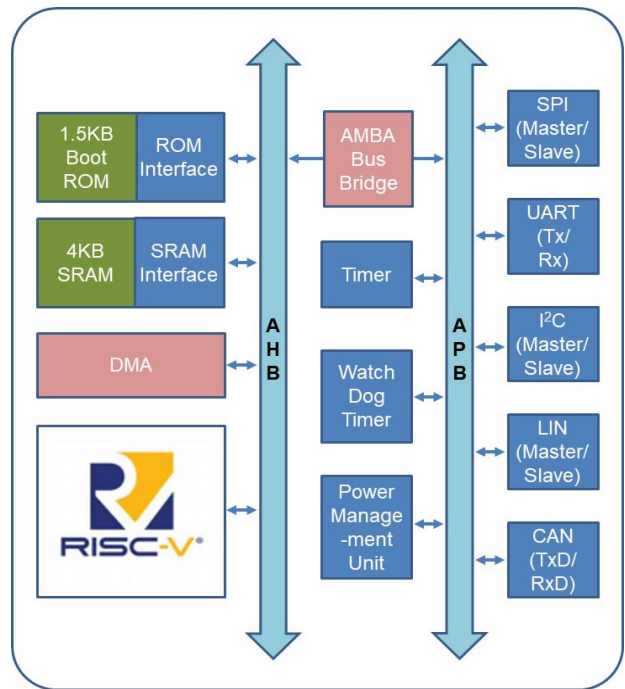 1.5KB
Boot
ROM
ROM
Interface
4KB
SRAM
SRAM
Interface
DMA
RISC-V®
A
H
B
AMBA
Bus
Bridge
Timer
Watch
Dog
Timer
Power
Manage
-ment
Unit
A
P
B
SPI
(Master/
Slave)
UART
(Tx/
Rx)
I²C
(Master/
Slave)
LIN
(Master/
Slave)
CAN
(TxD/
RxD)